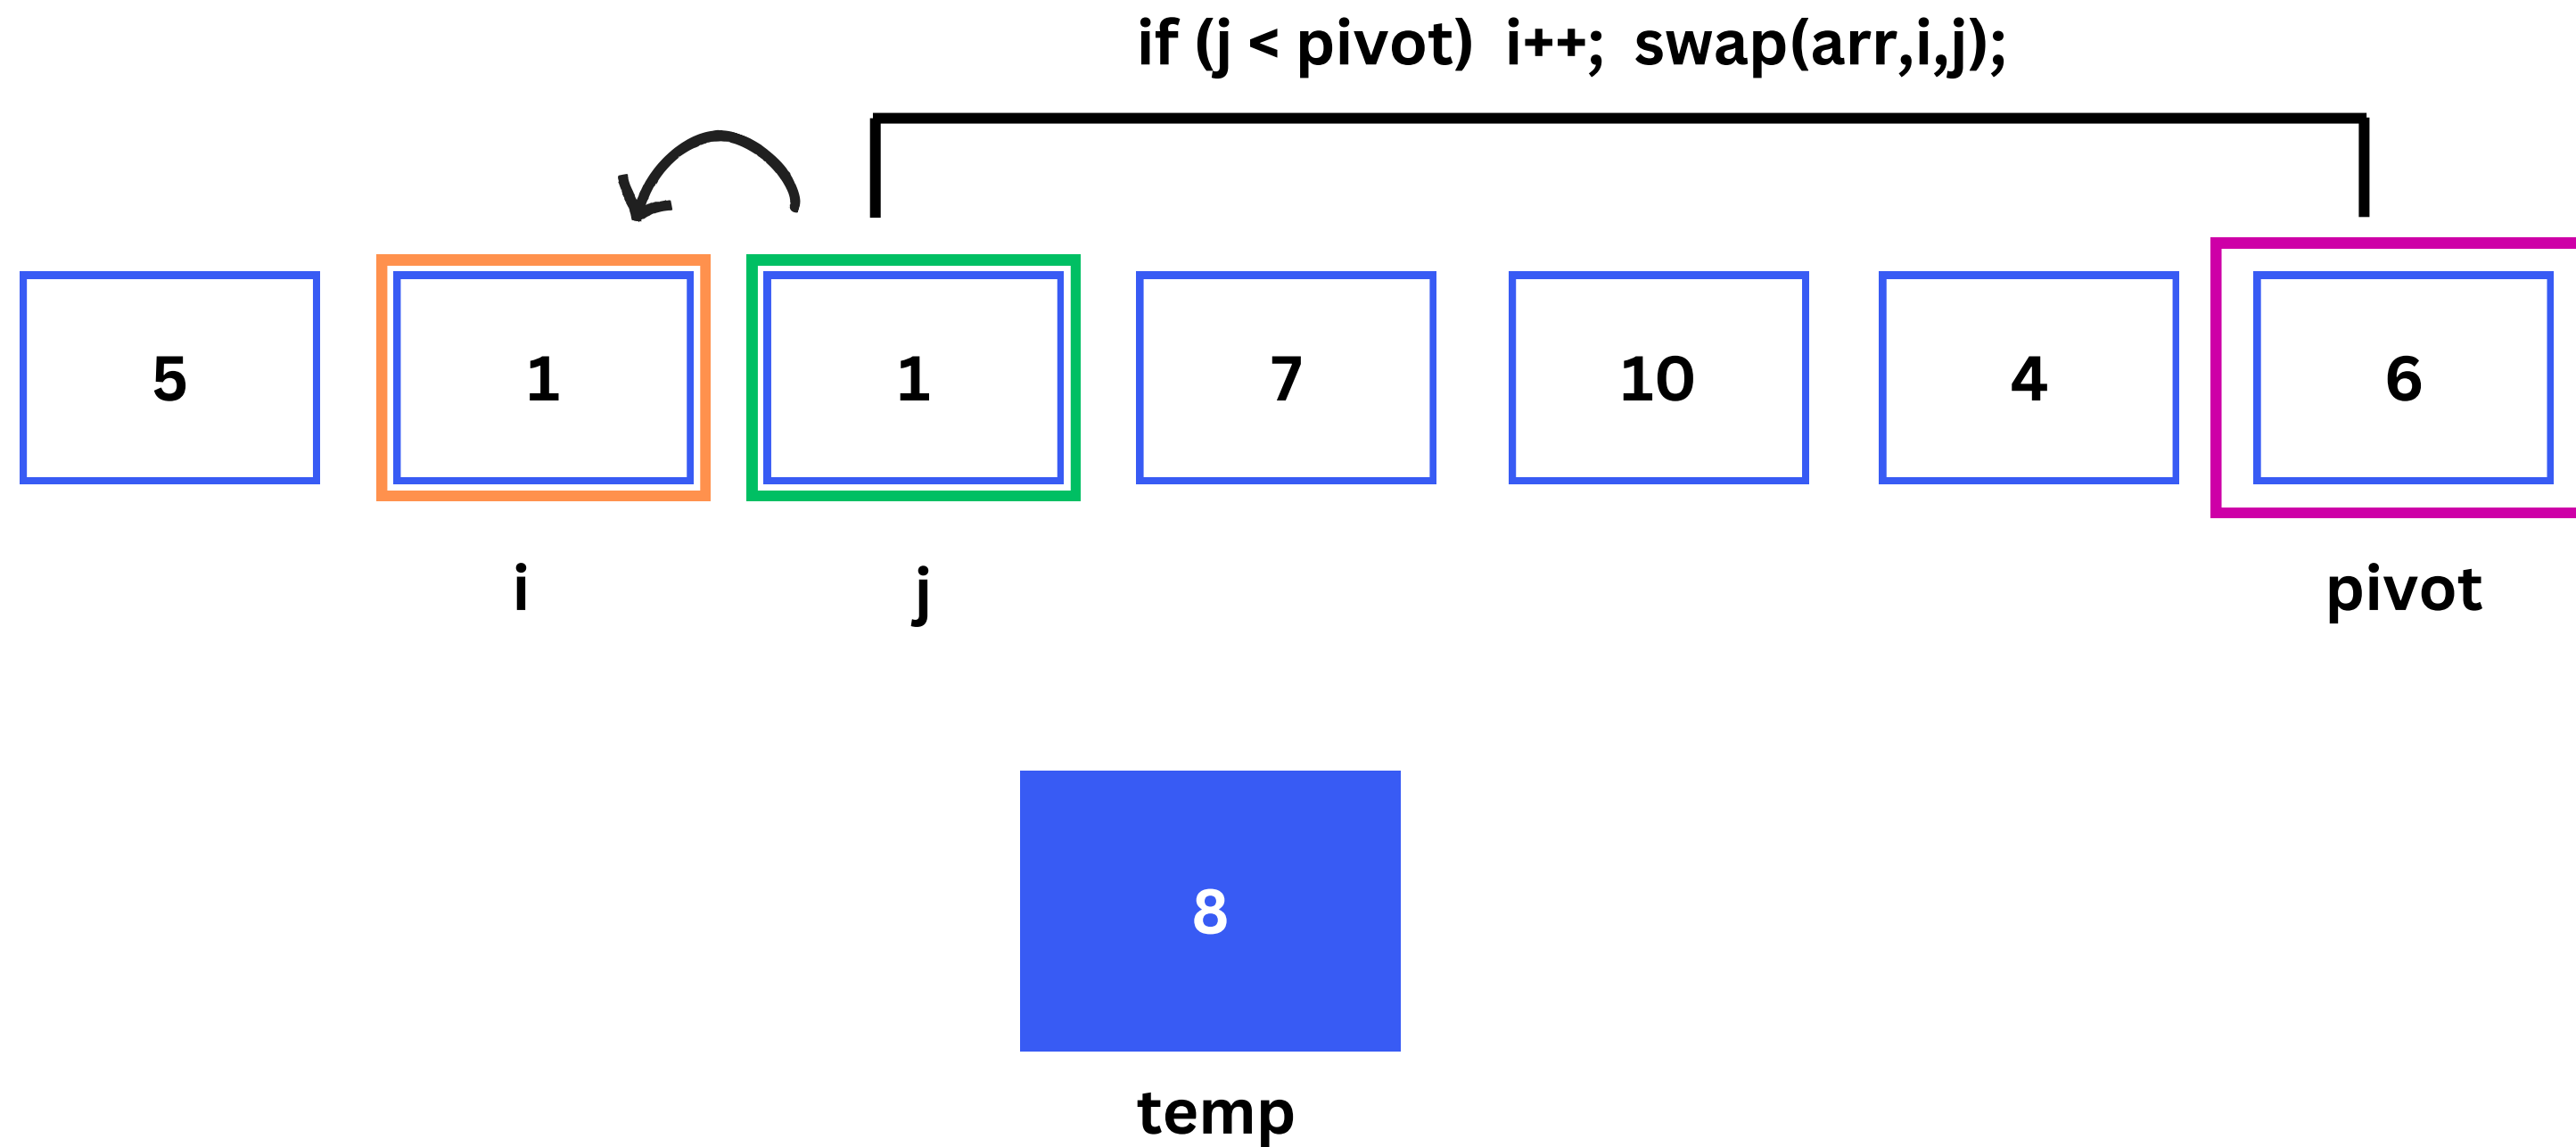 if (j < pivot) i++; swap(arr,i,j);
5 1 1 7 10 4 6
i j pivot
8
temp